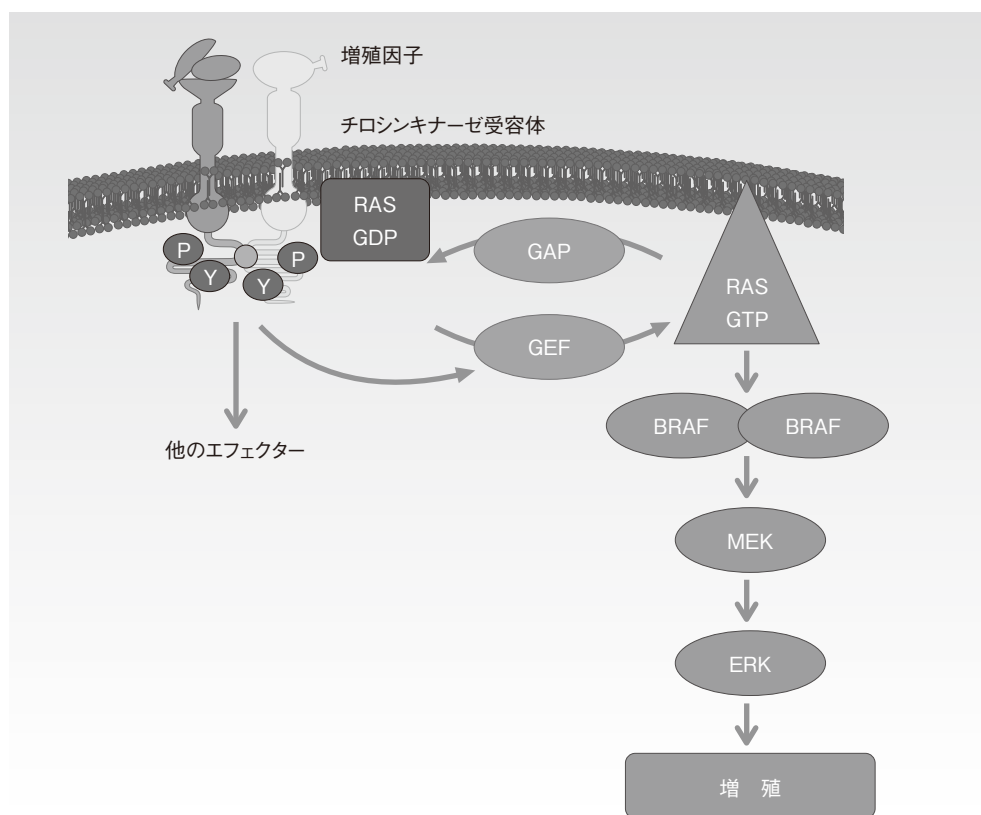 増殖因子
チロシンキナーゼ受容体
RAS
GDP
GAP
RAS
GTP
P
P
Y
Y
GEF
BRAF
BRAF
他のエフェクター
MEK
ERK
増 殖